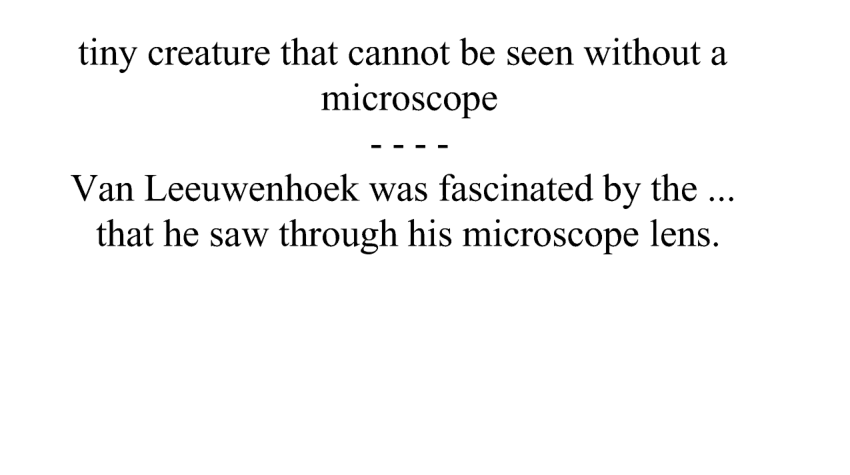 tiny creature that cannot be seen without a
microscope
- - - -
Van Leeuwenhoek was fascinated by the ...
that he saw through his microscope lens.